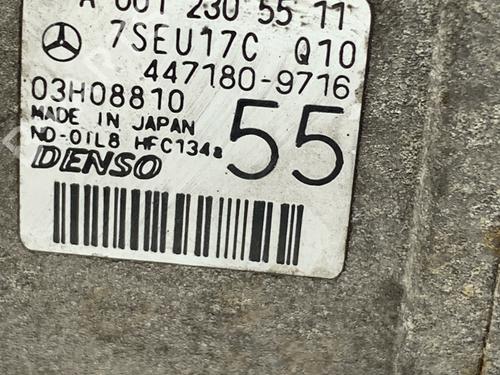 A 001 230 55 11
7SEU17C Q10
447180-9716
03H08810
MADE IN JAPAN
ND-OIL8 HFC134a
55
DENSO